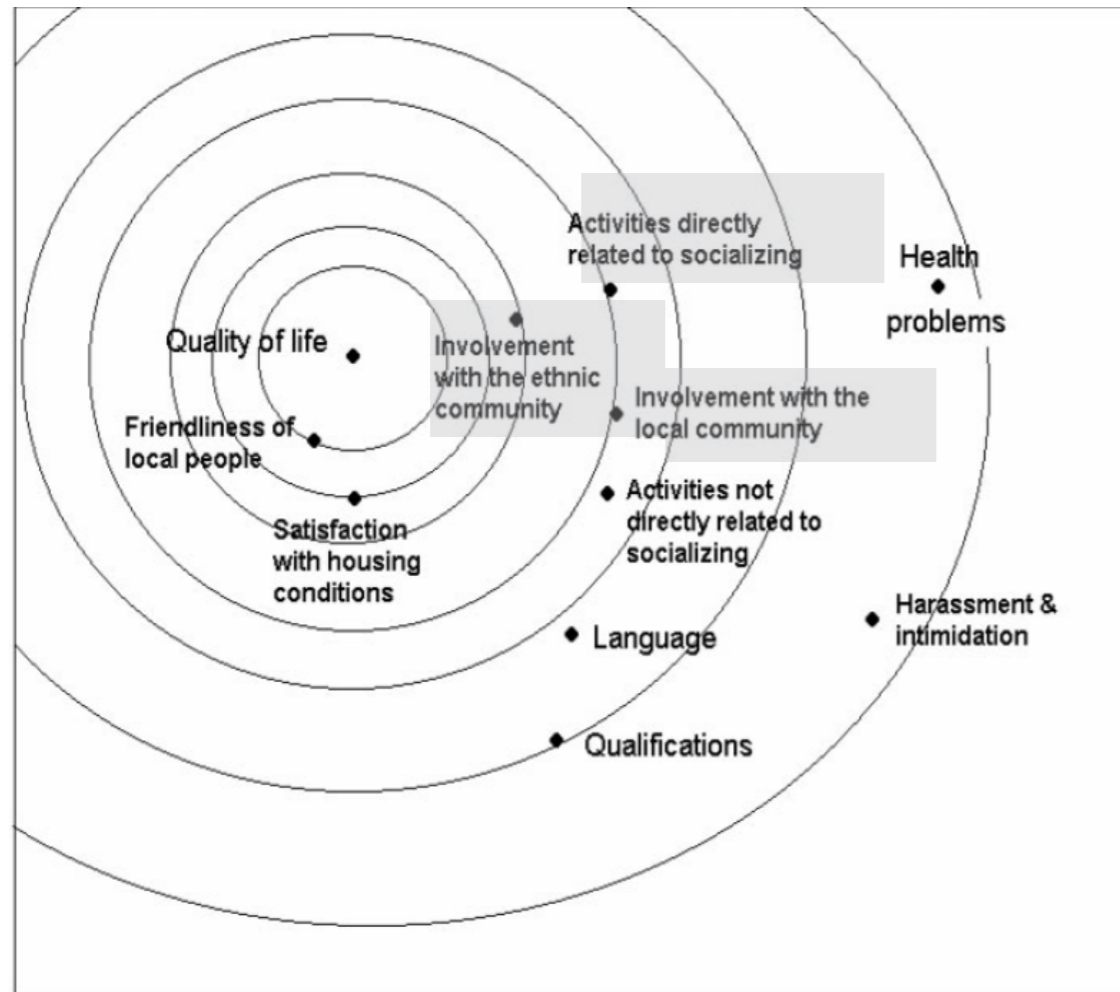 Activities directly
related to socializing
Health
problems
Quality of life
Involvement
with the ethnic
community
Involvement with the
local community
Friendliness of
local people
Activities not
directly related to
socializing
Satisfaction
with housing
conditions
Harassment &
intimidation
Language
Qualifications